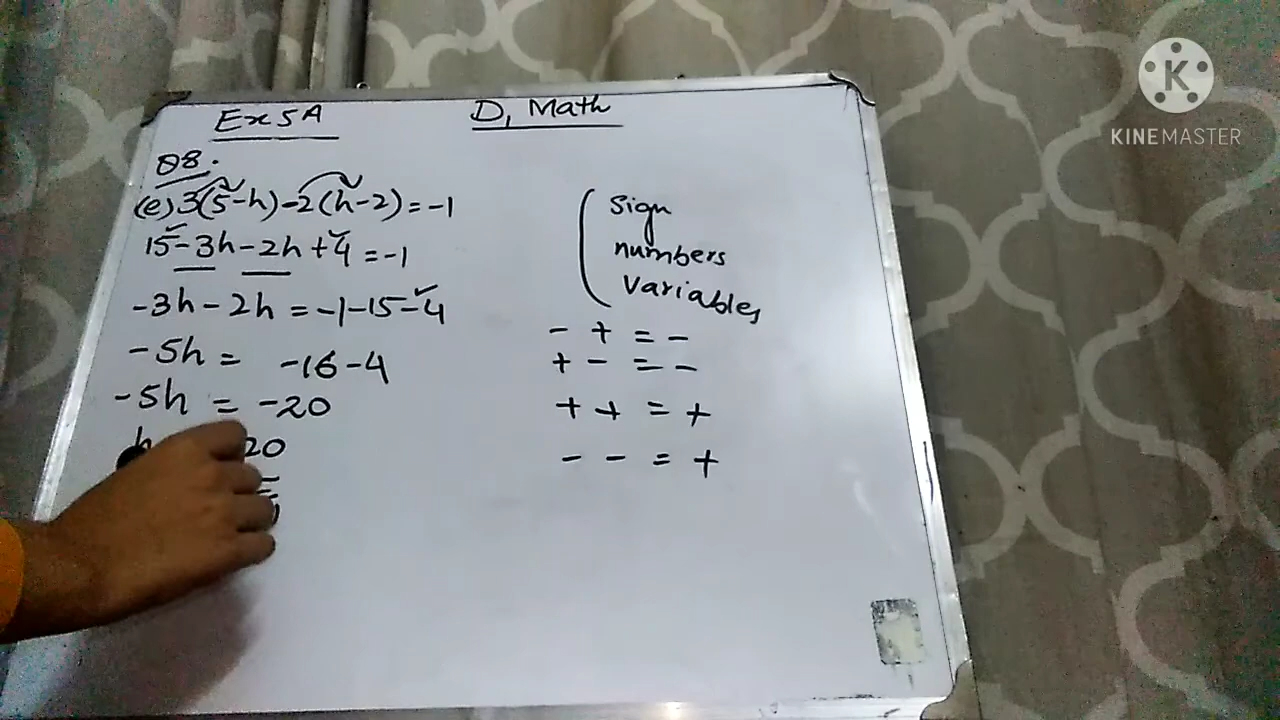 Ex 5A
D, Math
Q8.
(e) 3(5-h)-2(h-2)=-1
15-3h-2h+4=-1
-3h-2h=-1-15-4
-5h= -16-4
-5h = -20
h 20
Sign
numbers
Variables
- + = -
+ - = -
+ + = +
- - = +
K
KINEMASTER